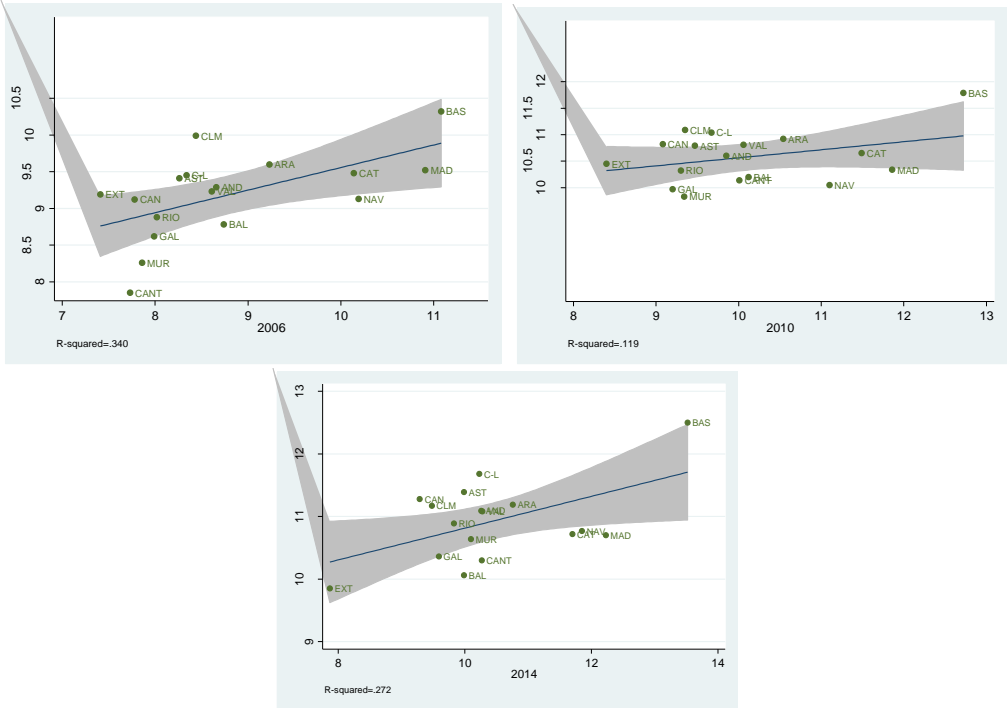 10.5
10
9.5
9
8.5
8
BAS
CLM
ARA
MAD
CAT
C-L
AST
AND
VAL
EXT
CAN
NAV
RIO
BAL
GAL
MUR
CANT
7 8 9 10 11
2006
R-squared=.340
12
11.5
11
10.5
10
BAS
CLM
C-L
ARA
CAN
AST
VAL
AND
CAT
EXT
RIO
MAD
BAL
CANT
NAV
GAL
MUR
8 9 10 11 12 13
2010
R-squared=.119
13
12
11
10
9
BAS
C-L
AST
CAN
CLM
ARA
AND
VAL
RIO
NAV
CAT
MAD
MUR
GAL
CANT
BAL
EXT
8 10 12 14
2014
R-squared=.272